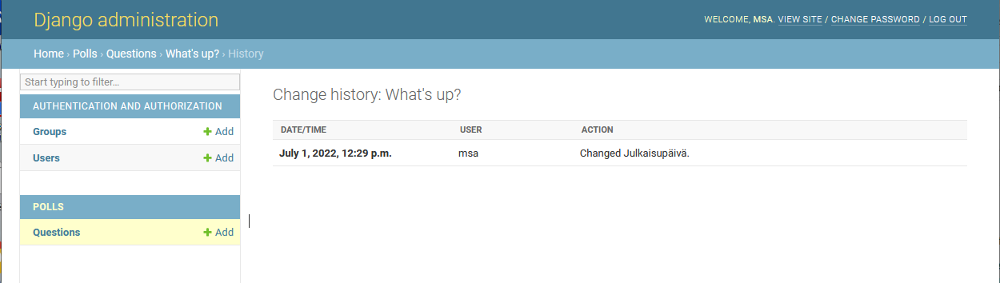 Django administration
WELCOME, MSA. VIEW SITE / CHANGE PASSWORD / LOG OUT
Home › Polls › Questions › What's up? › History
Start typing to filter...
AUTHENTICATION AND AUTHORIZATION
Groups + Add
Users + Add
POLLS
Questions + Add
Change history: What's up?
DATE/TIME USER ACTION
July 1, 2022, 12:29 p.m. msa Changed Julkaisupäivä.